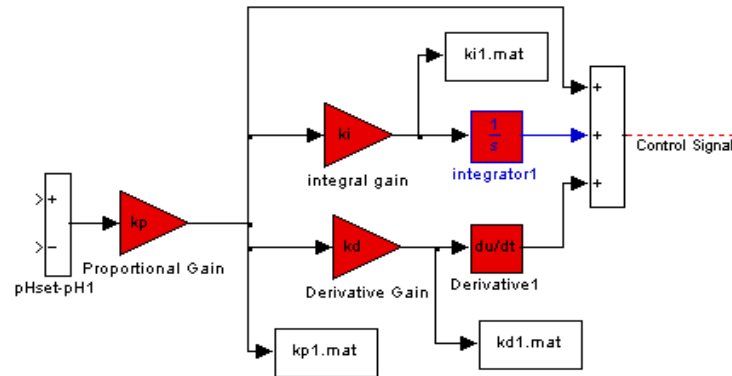 ki1.mat
+
ki
1
s
+
Control Signal
integral gain
integrator1
+
+
kp
−
kd
du/dt
Proportional Gain
Derivative Gain
Derivative1
pHset-pH1
kp1.mat
kd1.mat